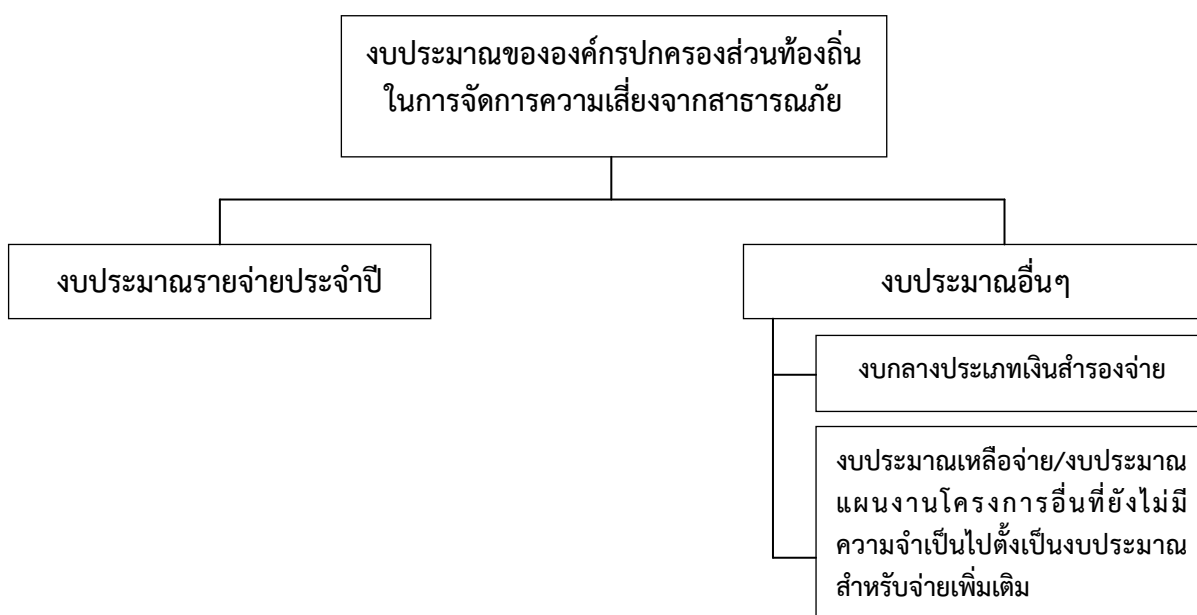 งบประมาณขององค์กรปกครองส่วนท้องถิ่น
ในการจัดการความเสี่ยงจากสาธารณภัย
งบประมาณรายจ่ายประจำปี
งบประมาณอื่นๆ
งบกลางประเภทเงินสำรองจ่าย
งบประมาณเหลือจ่าย/งบประมาณ
แผนงานโครงการอื่นที่ยังไม่มี
ความจำเป็นไปตั้งเป็นงบประมาณ
สำหรับจ่ายเพิ่มเติม